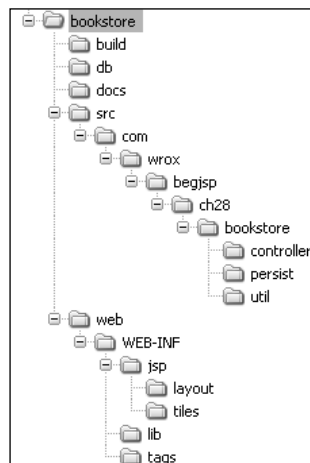 bookstore
build
db
docs
src
com
wrox
begjsp
ch28
bookstore
controller
persist
util
web
WEB-INF
jsp
layout
tiles
lib
tags